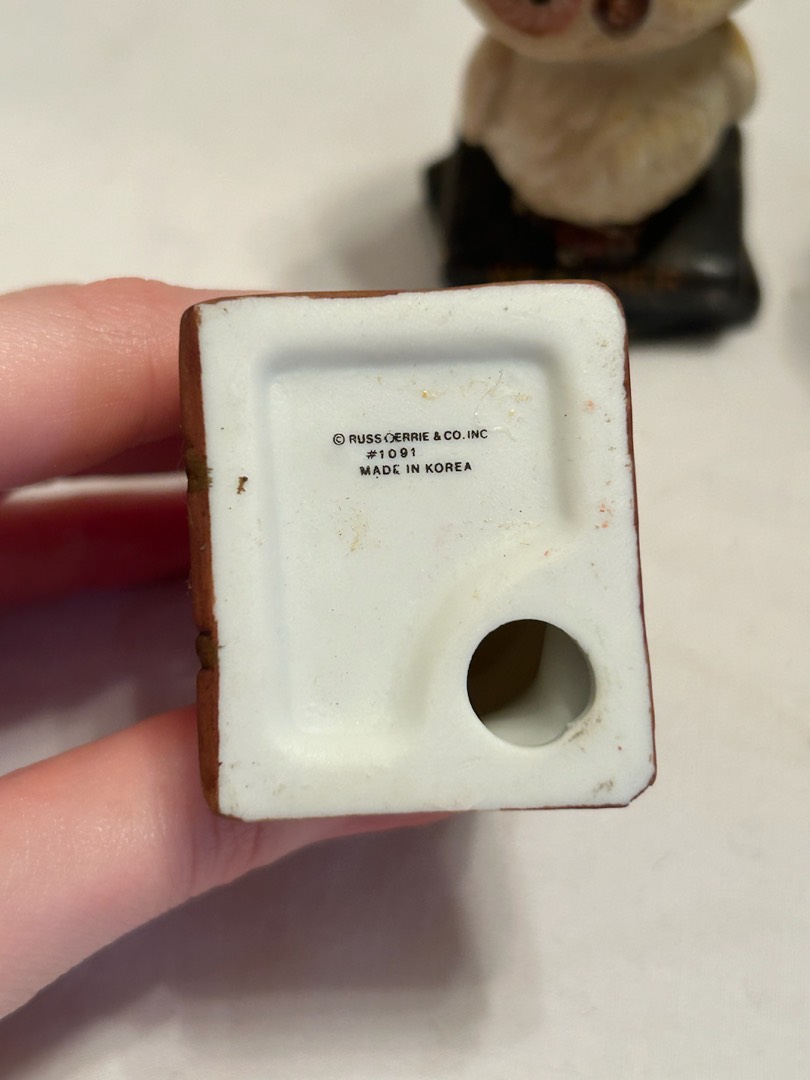 © RUSS BERRIE & CO. INC
#1091
MADE IN KOREA